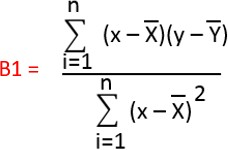 n
∑ (x – X̅)(y – Y̅)
i=1
B1 =
n
∑ (x – X̅)²
i=1